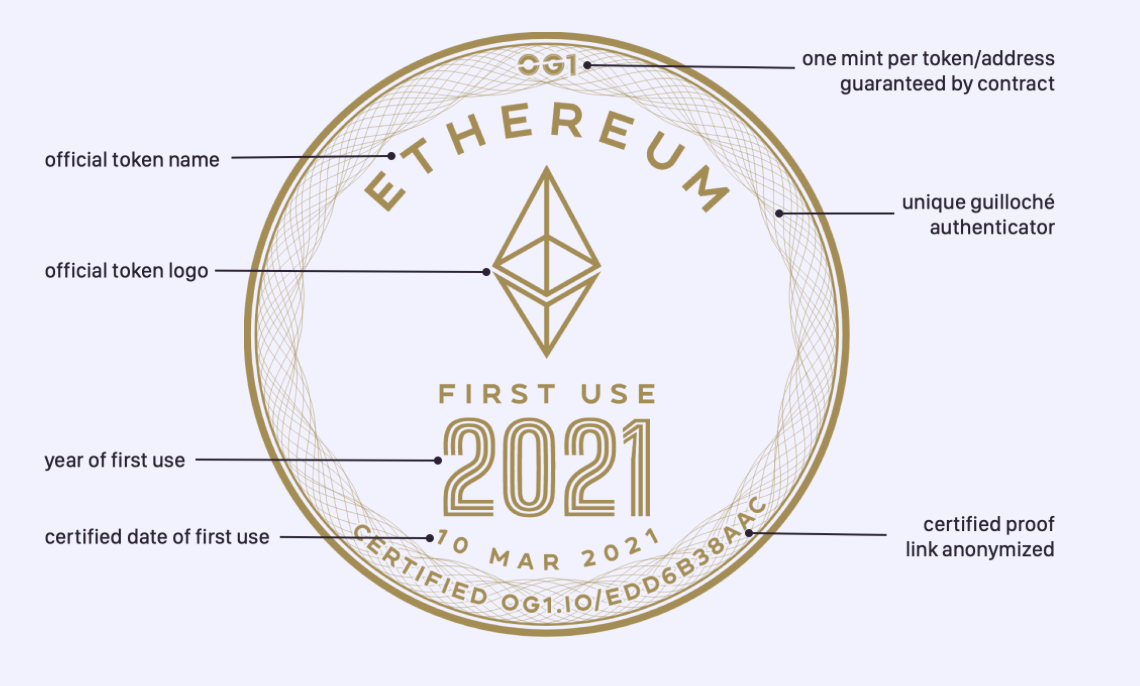 OG1
one mint per token/address
guaranteed by contract
ETHEREUM
official token name
unique guilloché
authenticator
official token logo
FIRST USE
2021
year of first use
certified date of first use
10 MAR 2021
certified proof
link anonymized
CERTIFIED OG1.IO/EDD6B38AAC